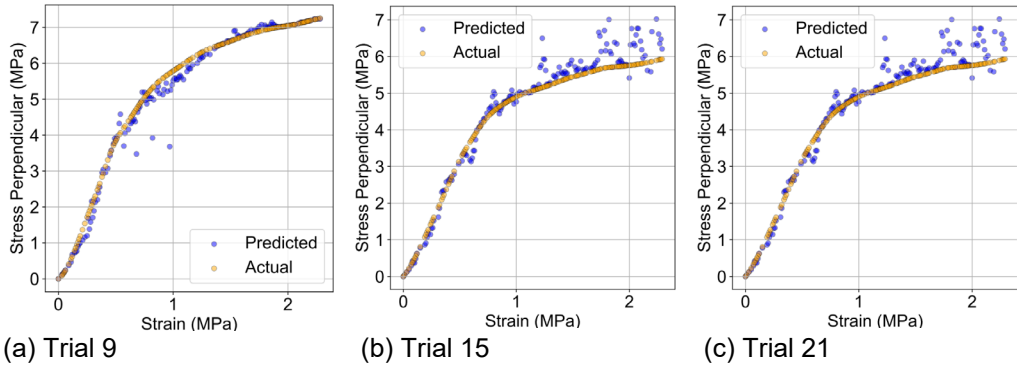 Stress Perpendicular (MPa)
7
6
5
4
3
2
1
0
Predicted
Actual
0 1 2
Strain (MPa)
(a) Trial 9
Stress Perpendicular (MPa)
7
6
5
4
3
2
1
0
Predicted
Actual
0 1 2
Strain (MPa)
(b) Trial 15
Stress Perpendicular (MPa)
7
6
5
4
3
2
1
0
Predicted
Actual
0 1 2
Strain (MPa)
(c) Trial 21